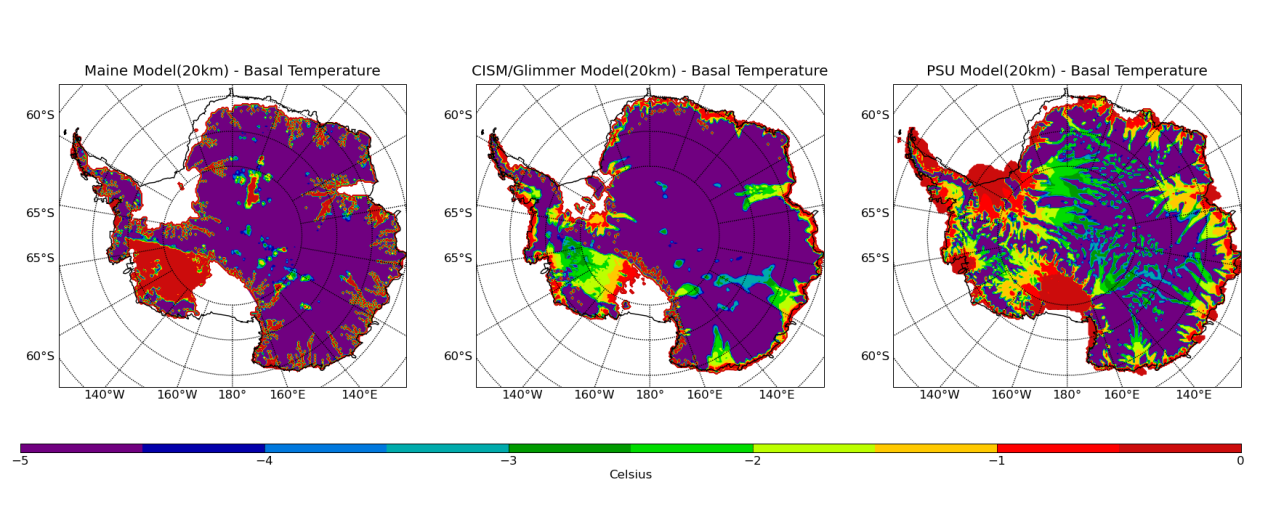 Maine Model(20km) - Basal Temperature
CISM/Glimmer Model(20km) - Basal Temperature
PSU Model(20km) - Basal Temperature
60°S
65°S
65°S
60°S
140°W 160°W 180° 160°E 140°E
60°S
65°S
65°S
60°S
140°W 160°W 180° 160°E 140°E
60°S
65°S
65°S
60°S
140°W 160°W 180° 160°E 140°E
−5 −4 −3 −2 −1 0
Celsius